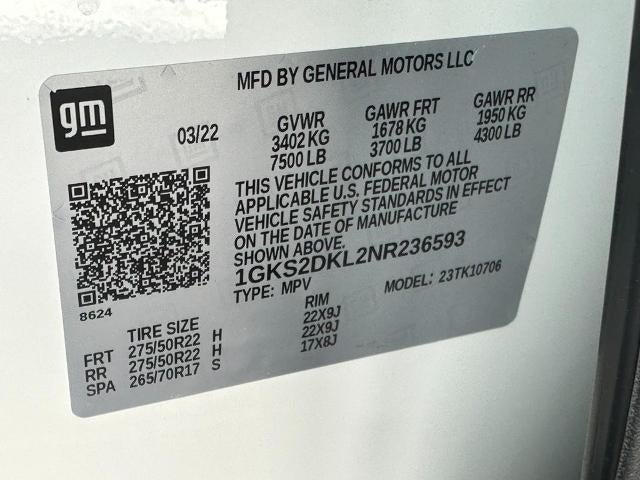 MFD BY GENERAL MOTORS LLC
gm
03/22
GVWR GAWR FRT GAWR RR
3402 KG 1678 KG 1950 KG
7500 LB 3700 LB 4300 LB
THIS VEHICLE CONFORMS TO ALL
APPLICABLE U.S. FEDERAL MOTOR
VEHICLE SAFETY STANDARDS IN EFFECT
ON THE DATE OF MANUFACTURE
SHOWN ABOVE.
1GKS2DKL2NR236593
TYPE: MPV MODEL: 23TK10706
8624
TIRE SIZE RIM
FRT 275/50R22 H 22X9J
RR 275/50R22 H 22X9J
SPA 265/70R17 S 17X8J